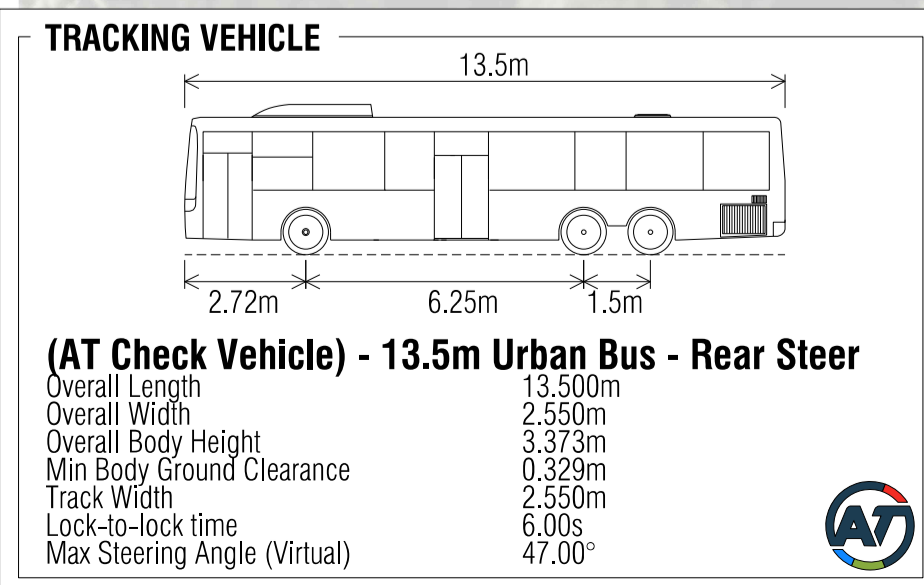 TRACKING VEHICLE
13.5m
2.72m 6.25m 1.5m
(AT Check Vehicle) - 13.5m Urban Bus - Rear Steer
Overall Length 13.500m
Overall Width 2.550m
Overall Body Height 3.373m
Min Body Ground Clearance 0.329m
Track Width 2.550m
Lock-to-lock time 6.00s
Max Steering Angle (Virtual) 47.00°
AT